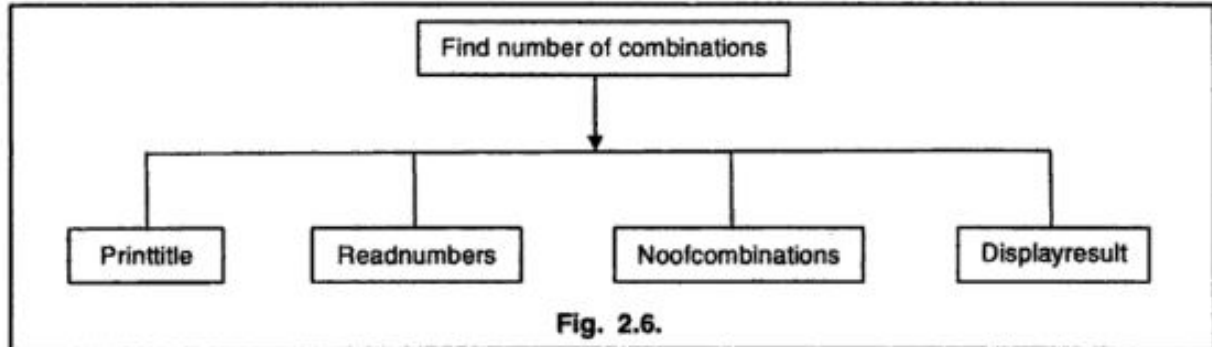 Find number of combinations
Printtitle
Readnumbers
Noofcombinations
Displayresult
Fig. 2.6.